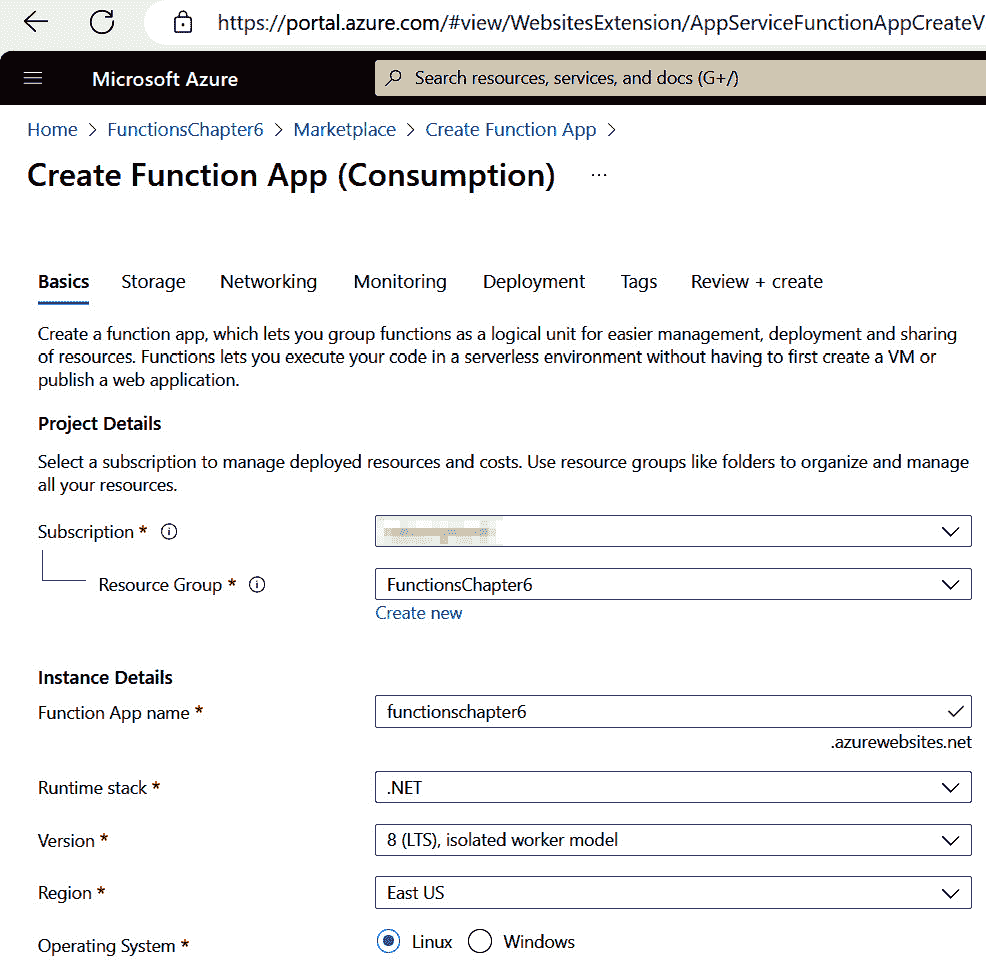 https://portal.azure.com/#view/WebsitesExtension/AppServiceFunctionAppCreateV
Microsoft Azure
Search resources, services, and docs (G+/)
Home > FunctionsChapter6 > Marketplace > Create Function App >
Create Function App (Consumption) ...
Basics Storage Networking Monitoring Deployment Tags Review + create
Create a function app, which lets you group functions as a logical unit for easier management, deployment and sharing
of resources. Functions lets you execute your code in a serverless environment without having to first create a VM or
publish a web application.
Project Details
Select a subscription to manage deployed resources and costs. Use resource groups like folders to organize and manage
all your resources.
Subscription *
Resource Group * FunctionsChapter6
Create new
Instance Details
Function App name * functionschapter6
.azurewebsites.net
Runtime stack * .NET
Version * 8 (LTS), isolated worker model
Region * East US
Operating System * Linux Windows